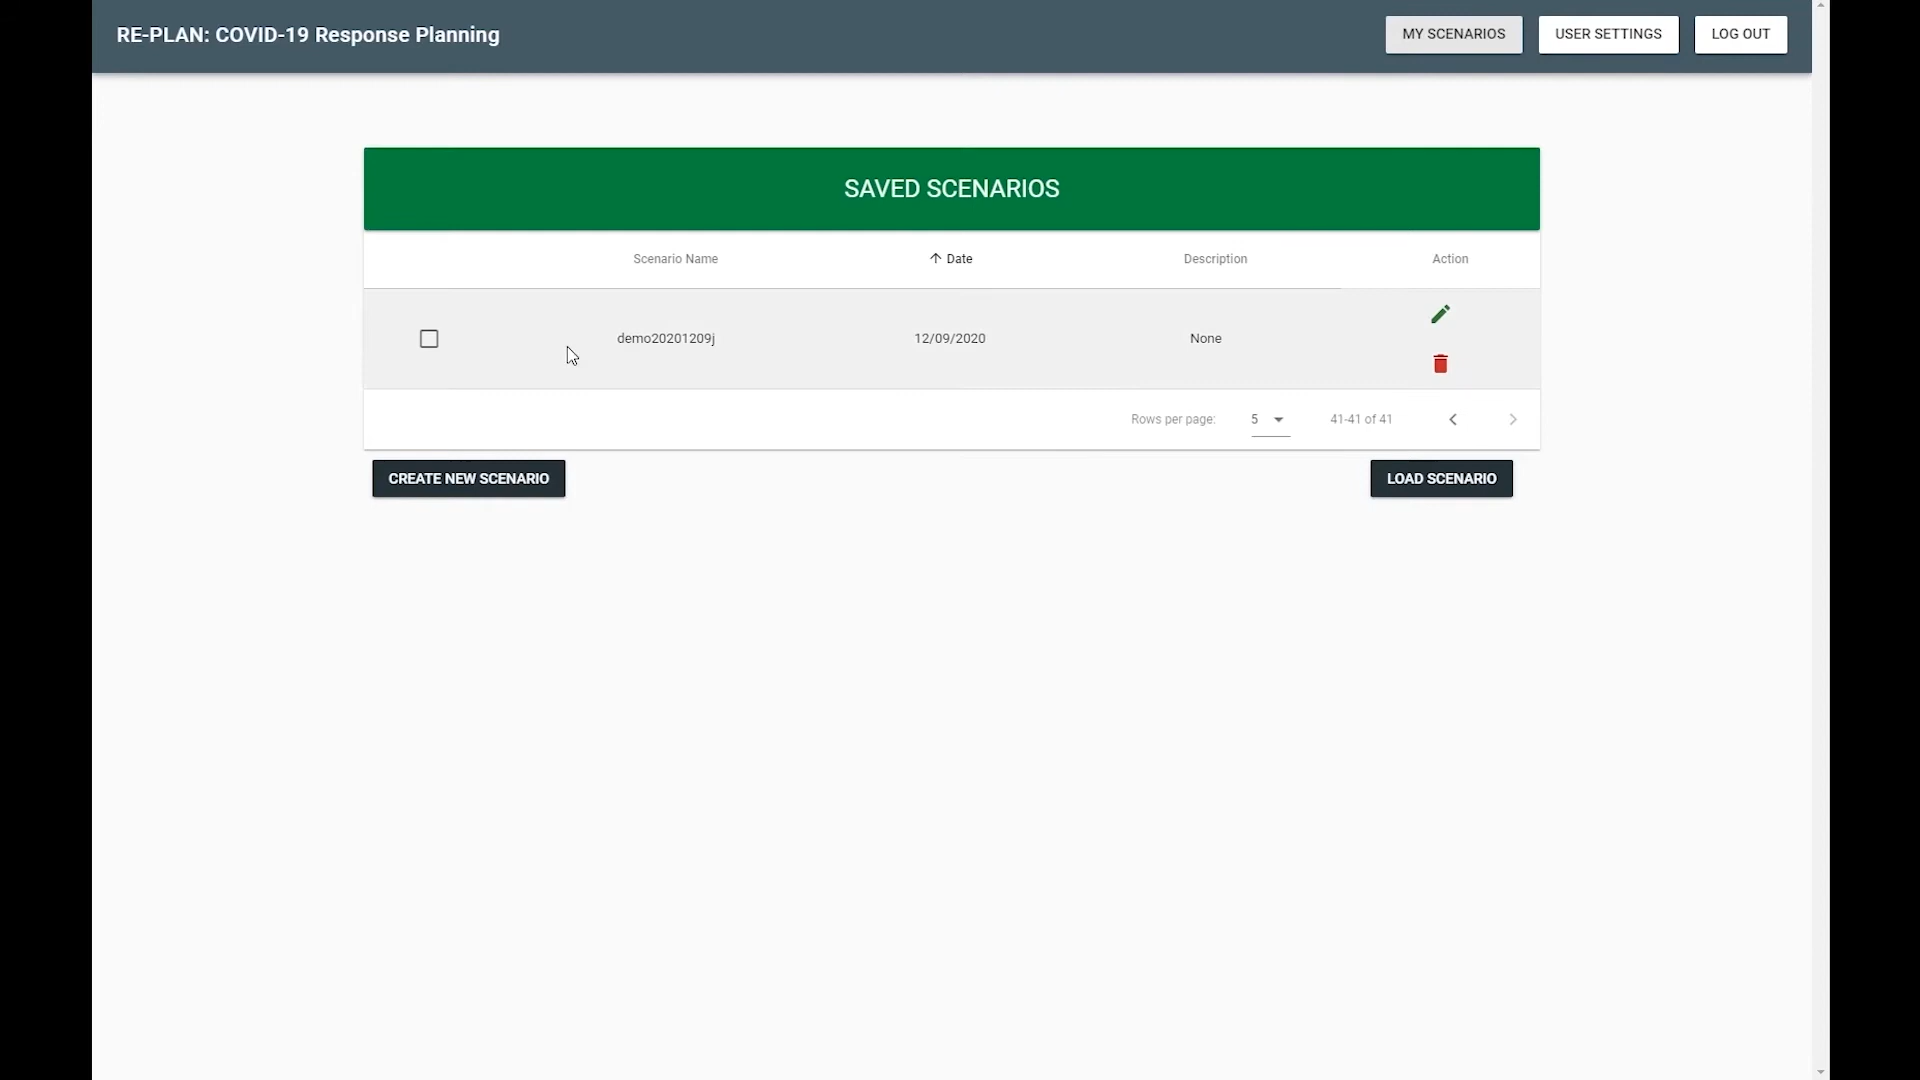 RE-PLAN: COVID-19 Response Planning
MY SCENARIOS
USER SETTINGS
LOG OUT
SAVED SCENARIOS
Scenario Name
Date
Description
Action
demo20201209j
12/09/2020
None
Rows per page:
5
41-41 of 41
CREATE NEW SCENARIO
LOAD SCENARIO